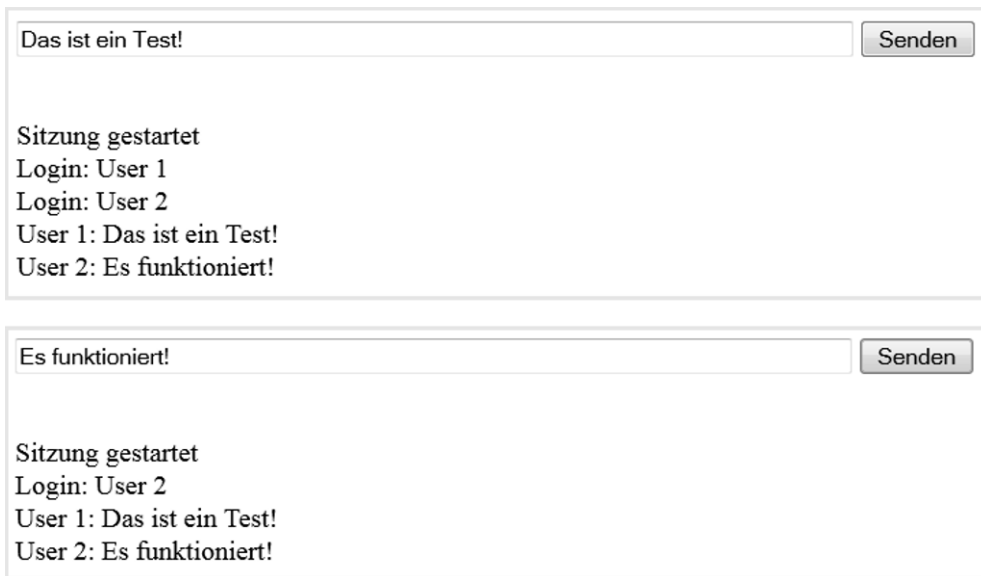 Das ist ein Test! Senden
Sitzung gestartet
Login: User 1
Login: User 2
User 1: Das ist ein Test!
User 2: Es funktioniert!
Es funktioniert! Senden
Sitzung gestartet
Login: User 2
User 1: Das ist ein Test!
User 2: Es funktioniert!